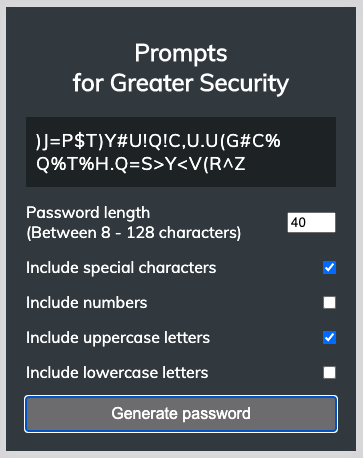 Prompts
for Greater Security
)J=P$T)Y#U!Q!C,U.U(G#C%
Q%T%H.Q=S>Y<V(R^Z
Password length
(Between 8 - 128 characters)
40
Include special characters
Include numbers
Include uppercase letters
Include lowercase letters
Generate password